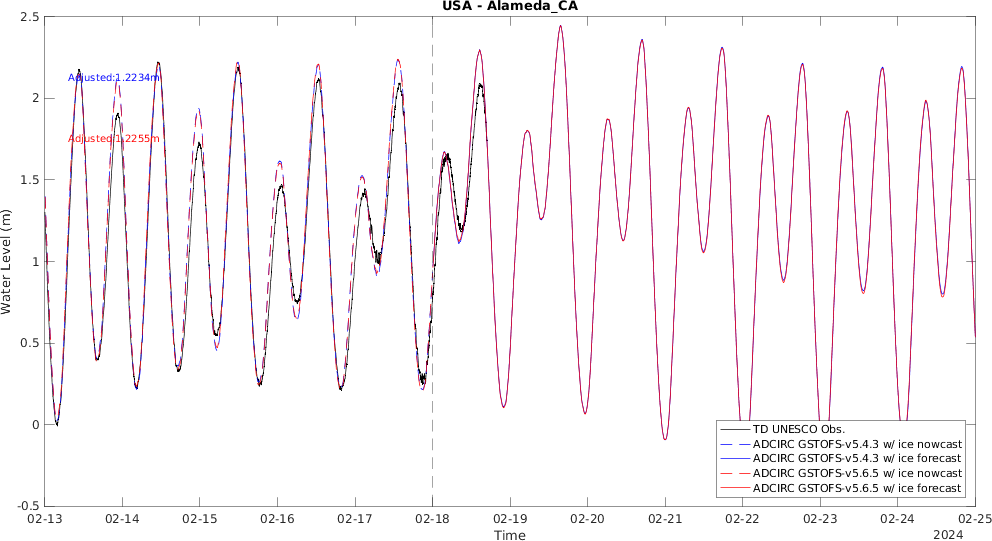 USA - Alameda_CA
2.5
2
1.5
1
0.5
0
-0.5
Water Level (m)
Adjusted:1.2234m
Adjusted:1.2255m
TD UNESCO Obs.
ADCIRC GSTOFS-v5.4.3 w/ ice nowcast
ADCIRC GSTOFS-v5.4.3 w/ ice forecast
ADCIRC GSTOFS-v5.6.5 w/ ice nowcast
ADCIRC GSTOFS-v5.6.5 w/ ice forecast
02-13 02-14 02-15 02-16 02-17 02-18 02-19 02-20 02-21 02-22 02-23 02-24 02-25
Time
2024